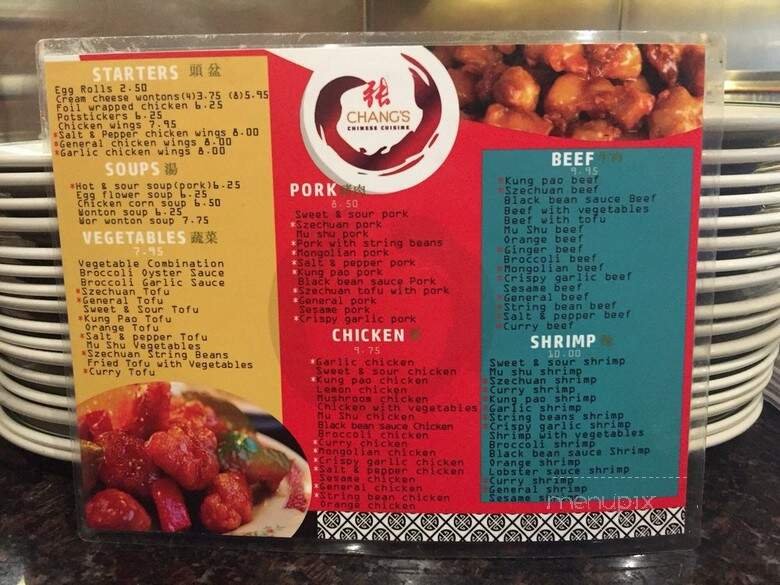 STARTERS 頭盆
Egg Rolls 2.50
Cream cheese wontons(4)3.75 (8)5.95
Foil wrapped chicken 6.25
Potstickers 6.25
Chicken wings 7.95
*Salt & Pepper chicken wings 8.00
*General chicken wings 8.00
*Garlic chicken wings 8.00
SOUPS 湯
*Hot & sour soup(pork)6.25
Egg flower soup 6.25
Chicken corn soup 6.50
Wonton soup 6.25
Wor wonton soup 7.75
VEGETABLES 蔬菜
7.95
Vegetable Combination
Broccoli Oyster Sauce
Broccoli Garlic Sauce
*Szechuan Tofu
*General Tofu
Sweet & Sour Tofu
*Kung Pao Tofu
Orange Tofu
*Salt & pepper Tofu
Mu Shu Vegetables
*Szechuan String Beans
Fried Tofu with Vegetables
*Curry Tofu
張
CHANG'S
CHINESE CUISINE
PORK 豬肉
8.50
Sweet & sour pork
*Szechuan pork
Mu shu pork
*Pork with string beans
*Mongolian pork
*Salt & pepper pork
*Kung pao pork
Black bean sauce Pork
*Szechuan tofu with pork
*General pork
Sesame pork
*Crispy garlic pork
CHICKEN
9.75
*Garlic chicken
Sweet & sour chicken
*Kung pao chicken
Lemon chicken
Mushroom chicken
Chicken with vegetables
Mu Shu chicken
Black bean sauce Chicken
Broccoli chicken
*Curry chicken
*Mongolian chicken
*Crispy garlic chicken
*Salt & pepper chicken
Sesame chicken
*General chicken
*String bean chicken
Orange chicken
BEEF 牛肉
9.95
*Kung pao beef
*Szechuan beef
Black bean sauce Beef
Beef with vegetables
Beef with tofu
Mu Shu beef
Orange beef
*Ginger beef
Broccoli beef
*Mongolian beef
*Crispy garlic beef
Sesame beef
*General beef
*String bean beef
*Salt & pepper beef
*Curry beef
SHRIMP
10.00
Sweet & sour shrimp
Mu shu shrimp
*Szechuan shrimp
*Curry shrimp
*Kung pao shrimp
*Garlic shrimp
*String beans shrimp
*Crispy garlic shrimp
Shrimp with vegetables
Broccoli shrimp
Black bean sauce Shrimp
Orange shrimp
Lobster sauce shrimp
*Curry shrimp
*General shrimp
Sesame
menupix